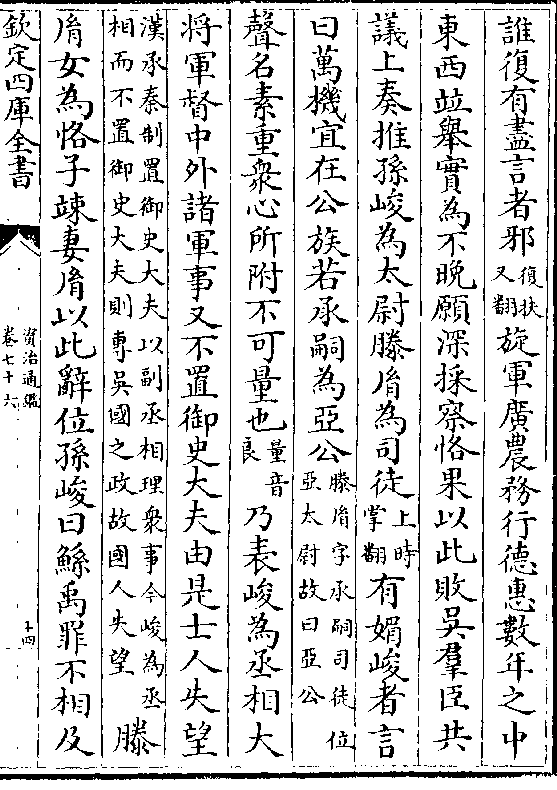 誰復有盡言者邪復扶又翻旋軍廣農務行德惠數年之中
東西並舉實為不晚願深採察恪果以此敗吳羣臣共
議上奏推孫峻為太尉滕胤為司徒上時掌翻有媚峻者言
曰萬機宜在公族若承嗣為亞公滕胤字承嗣司徒位亞太尉故曰亞公
聲名素重衆心所附不可量也量音良乃表峻為丞相大
將軍督中外諸軍事又不置御史大夫由是士人失望
漢承秦制置御史大夫以副丞相理衆事今峻為丞相而不置御史大夫則專吳國之政故國人失望滕
胤女為恪子竦妻胤以此辭位孫峻曰鯀禹罪不相及
欽定四庫全書
資治通鑑
卷七十六
十四